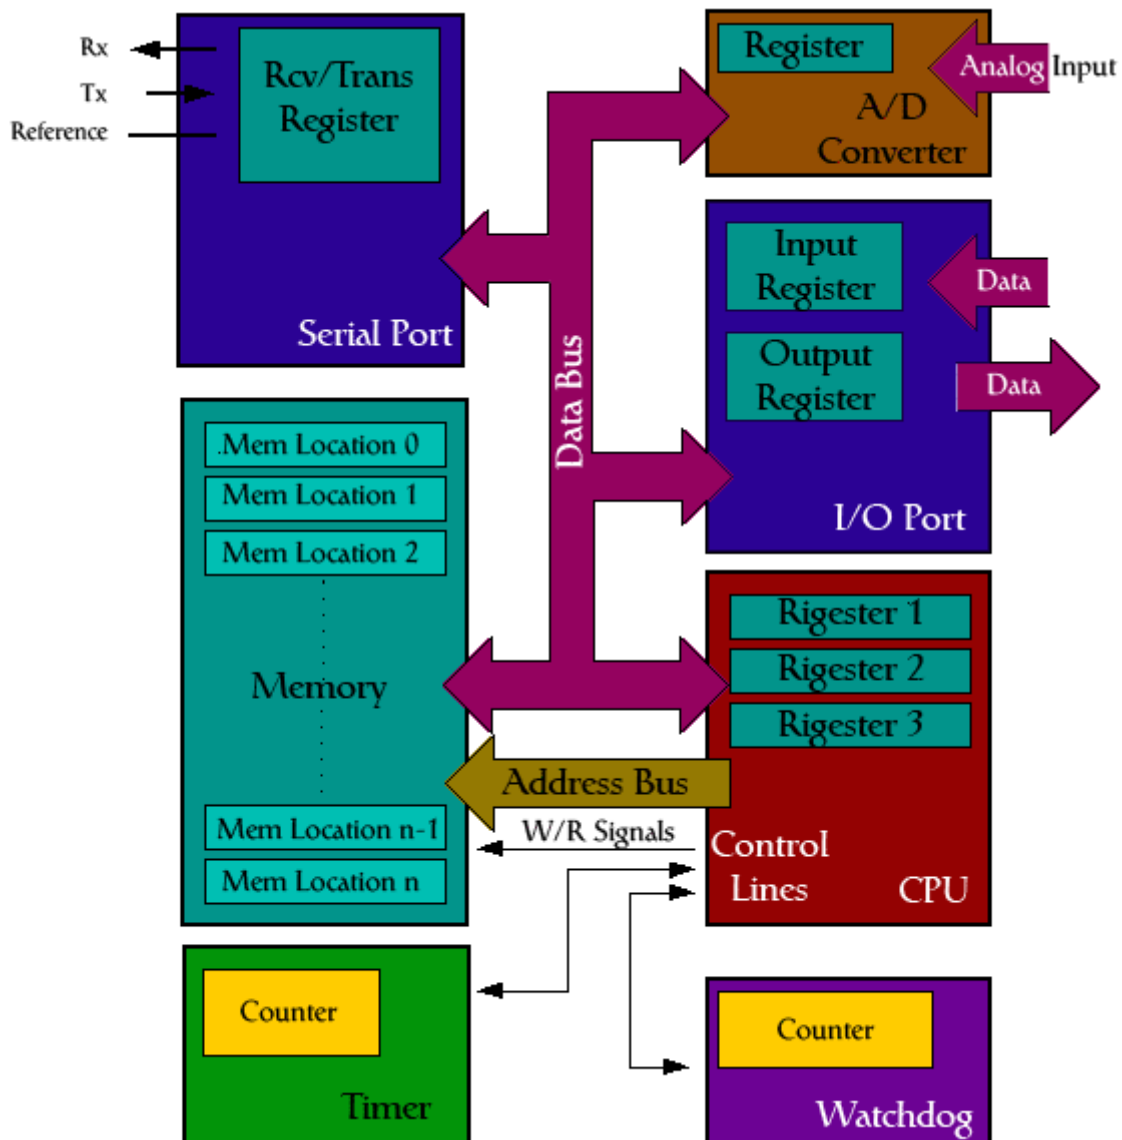 Rx
Tx
Reference
Rcv/Trans
Register
Serial Port
Register
Analog Input
A/D
Converter
Input
Register
Data
Output
Register
Data
I/O Port
Data Bus
.Mem Location 0
Mem Location 1
Mem Location 2
Memory
Mem Location n-1
Mem Location n
Rigester 1
Rigester 2
Rigester 3
Address Bus
W/R Signals
Control
Lines
CPU
Counter
Timer
Counter
Watchdog